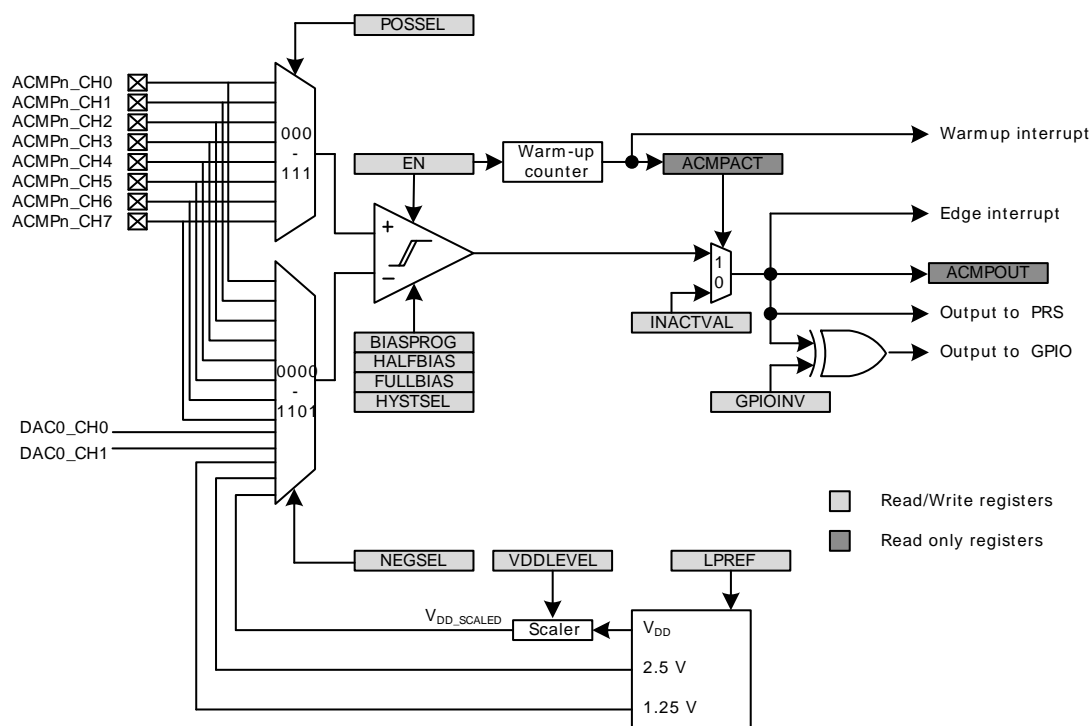 POSSEL
ACMPn_CH0
ACMPn_CH1
ACMPn_CH2
ACMPn_CH3
ACMPn_CH4
ACMPn_CH5
ACMPn_CH6
ACMPn_CH7
000
-
111
EN
Warm-up
counter
ACMPACT
Warmup interrupt
Edge interrupt
+
−
1
0
ACMPOUT
INACTVAL
Output to PRS
Output to GPIO
GPIOINV
BIASPROG
HALFBIAS
FULLBIAS
HYSTSEL
0000
-
1101
DAC0_CH0
DAC0_CH1
Read/Write registers
Read only registers
NEGSEL
VDDLEVEL
LPREF
VDD_SCALED
Scaler
VDD
2.5 V
1.25 V